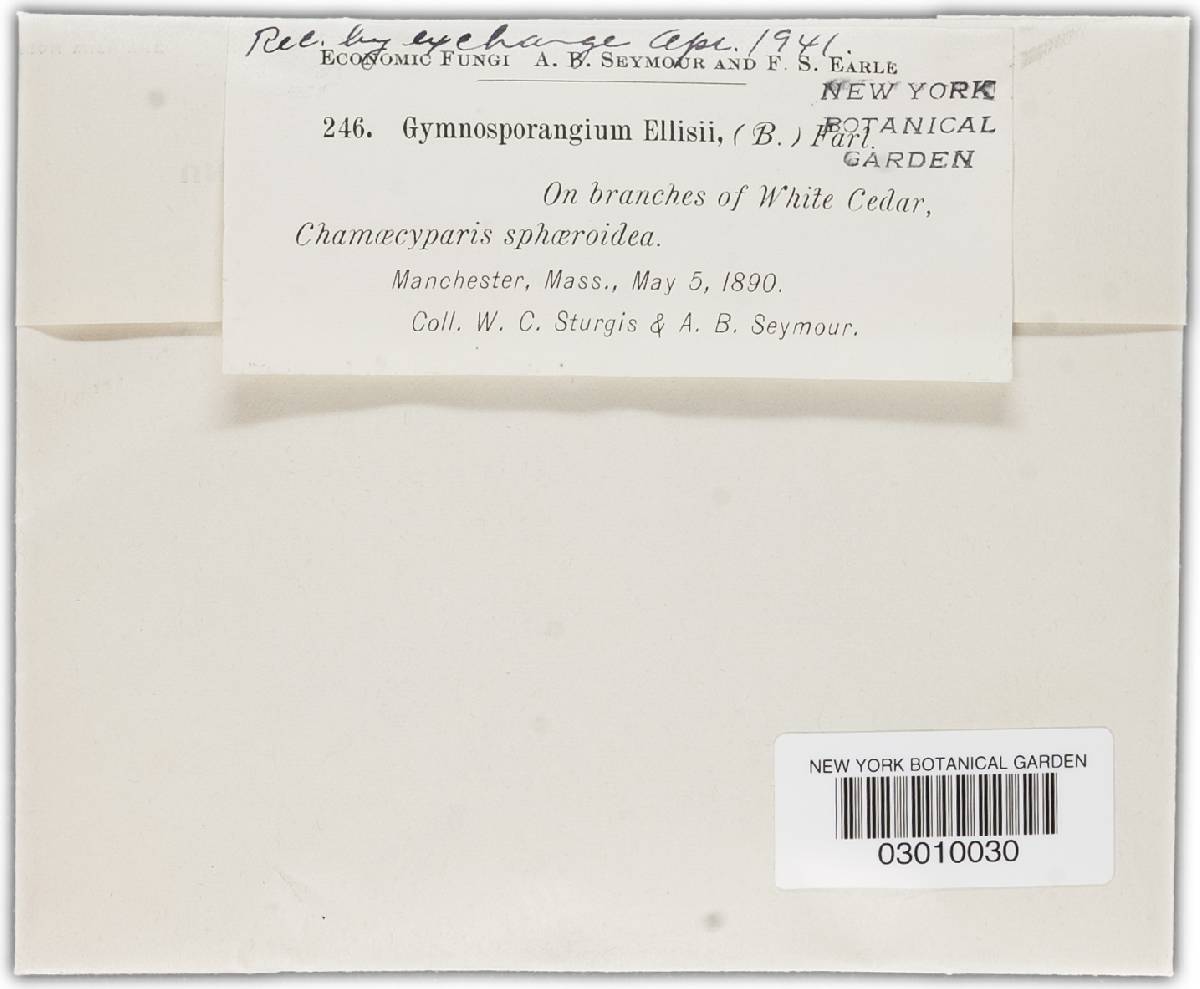 Rec. by exchange Apr. 1941.
ECONOMIC FUNGI A. B. SEYMOUR AND F. S. EARLE
NEW YORK
BOTANICAL
GARDEN
246. Gymnosporangium Ellisii, (B.) Farl.
On branches of White Cedar,
Chamæcyparis sphæroidea.
Manchester, Mass., May 5, 1890.
Coll. W. C. Sturgis & A. B. Seymour.
NEW YORK BOTANICAL GARDEN
03010030